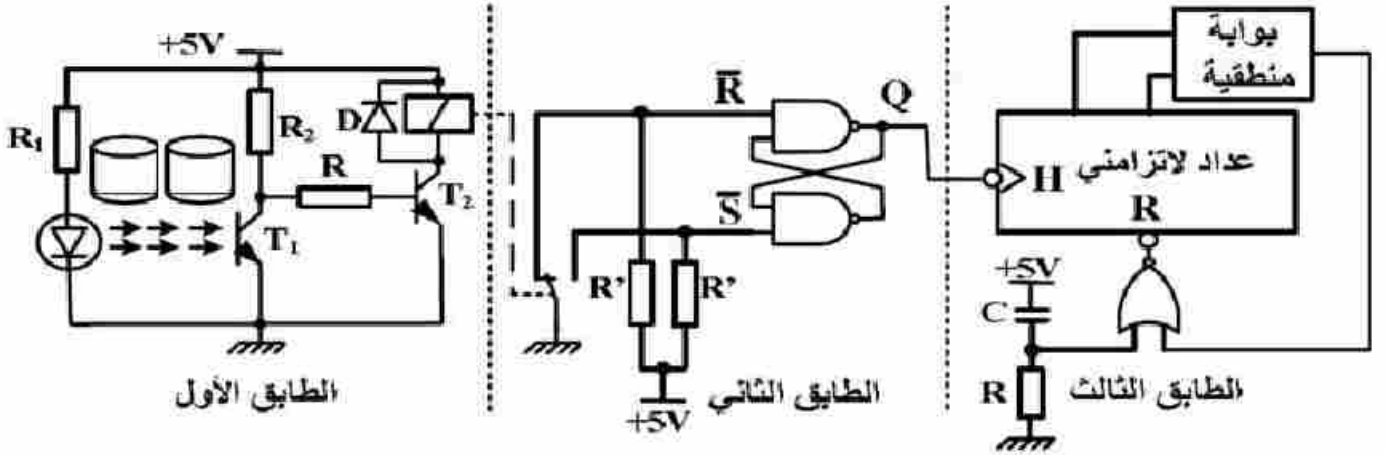 +5V
R₁
R₂
D
R
T₁
T₂
الطابق الأول
R̅
S̅
Q
R’
R’
+5V
الطابق الثاني
بوابة
منطقية
عداد لاتزامني
H
R
+5V
C
R
الطابق الثالث